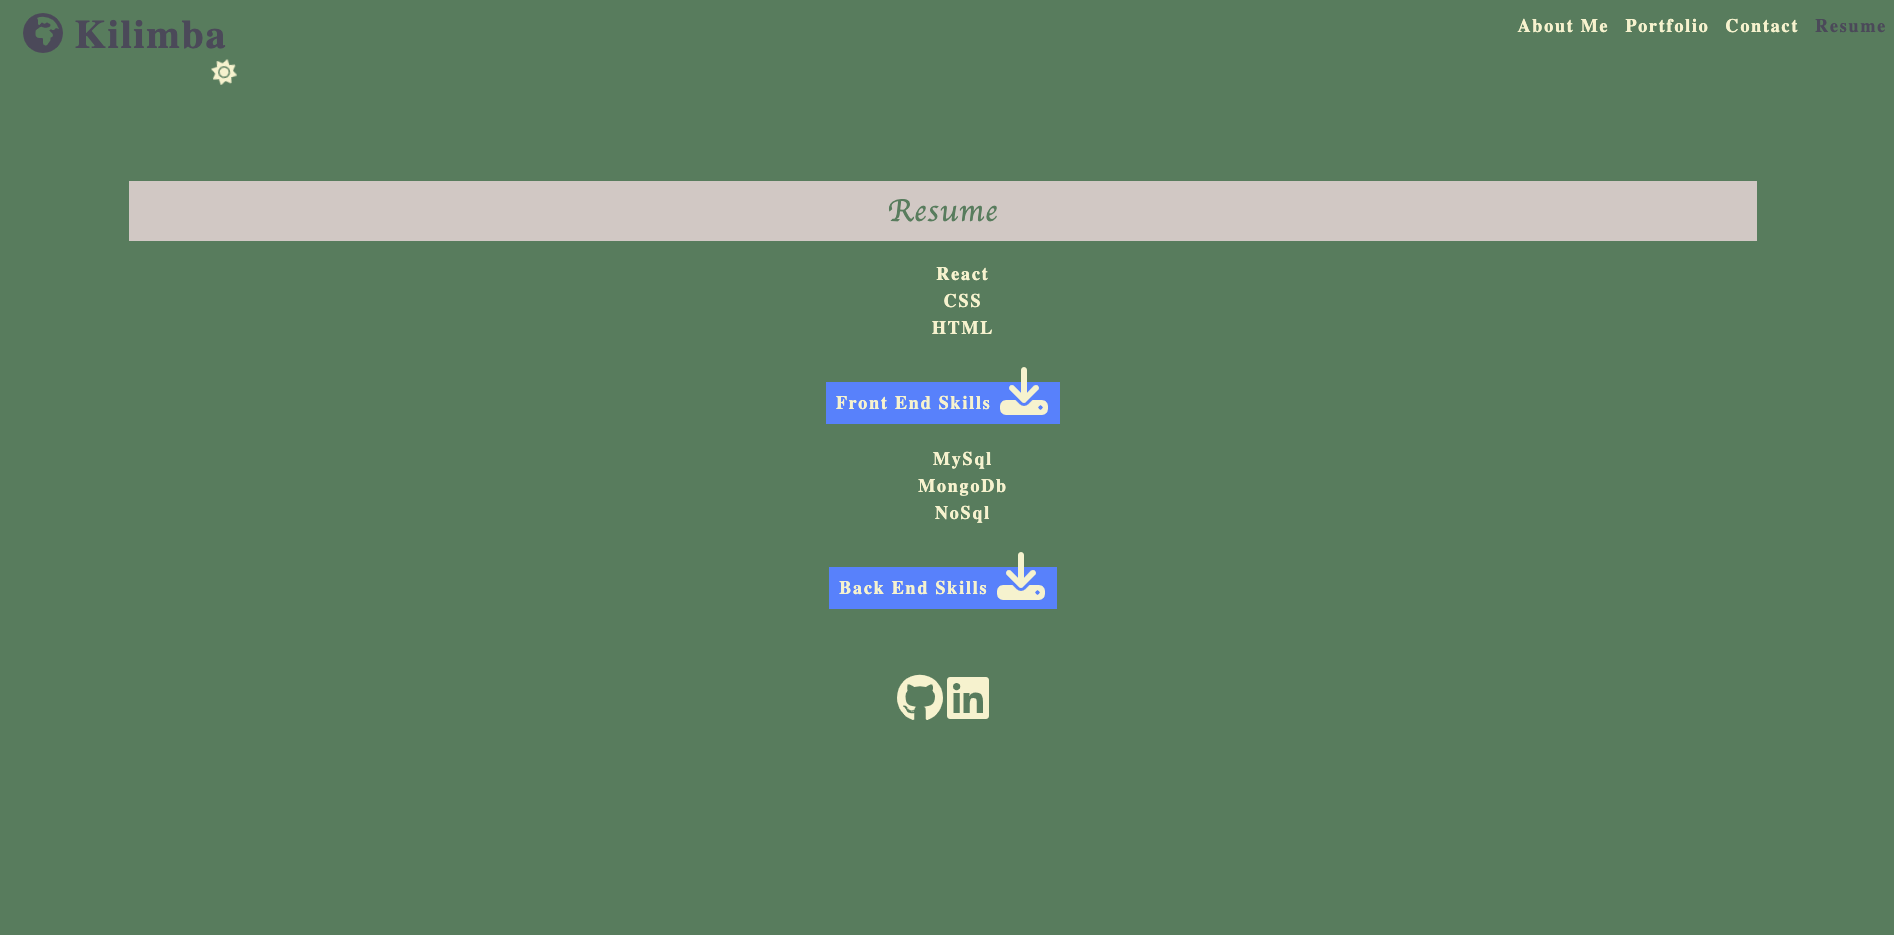 Kilimba
About Me Portfolio Contact Resume
Resume
React
CSS
HTML
Front End Skills
MySql
MongoDb
NoSql
Back End Skills
in